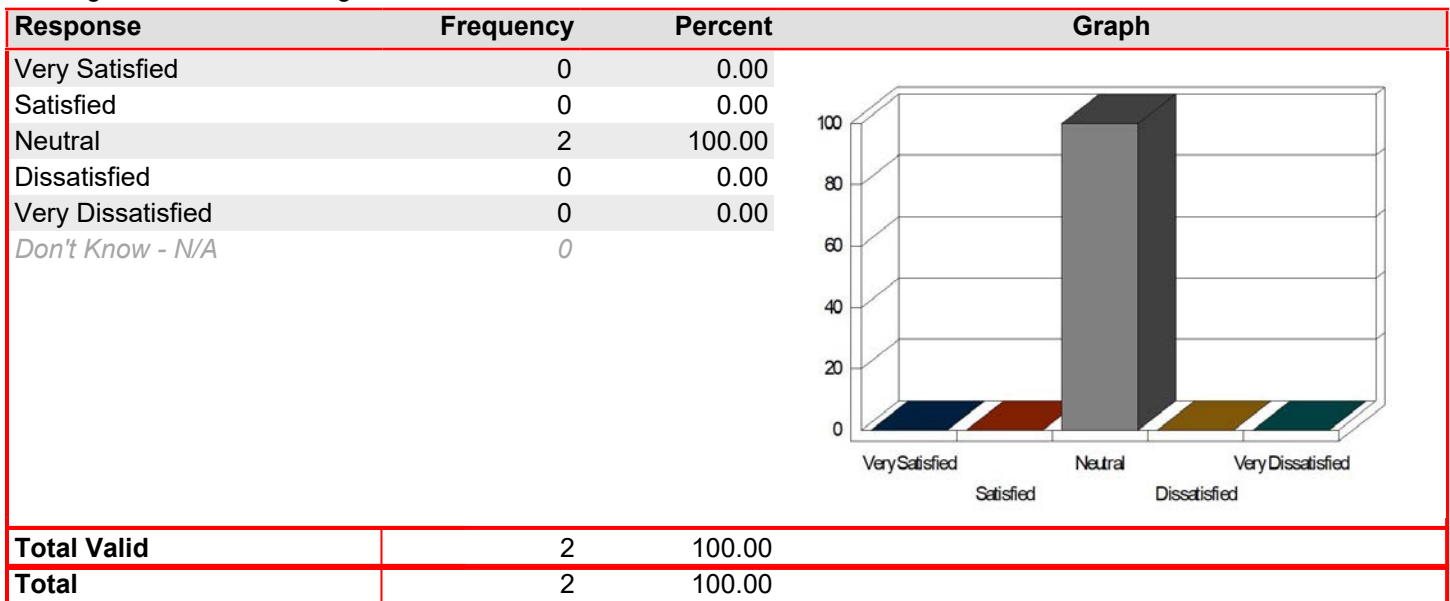 Response Frequency Percent Graph
Very Satisfied 0 0.00
Satisfied 0 0.00
Neutral 2 100.00
Dissatisfied 0 0.00
Very Dissatisfied 0 0.00
Don't Know - N/A 0
100
80
60
40
20
0
Very Satisfied Neutral Very Dissatisfied
Satisfied Dissatisfied
Total Valid 2 100.00
Total 2 100.00